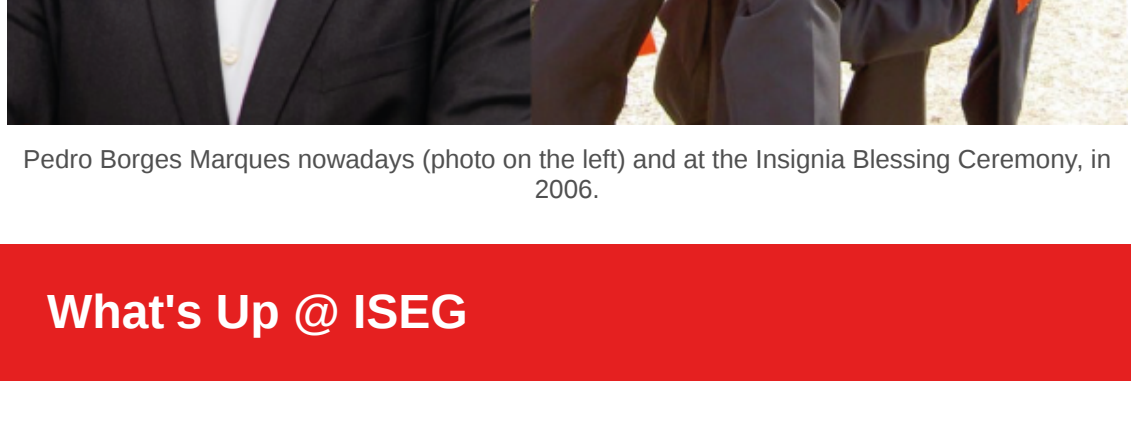 Pedro Borges Marques nowadays (photo on the left) and at the Insignia Blessing Ceremony, in
2006.
What's Up @ ISEG